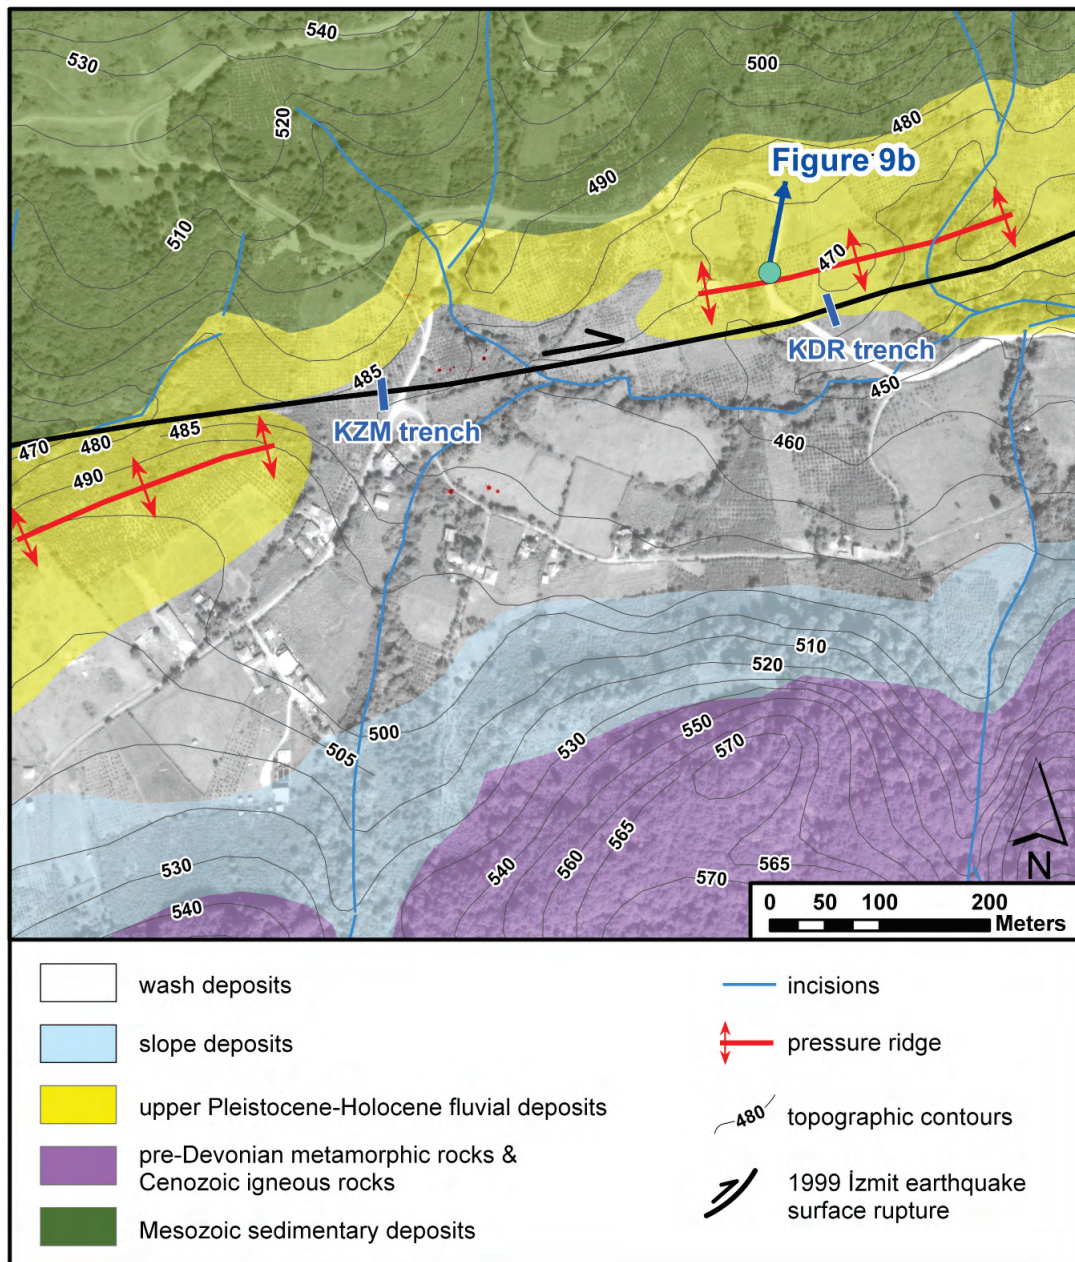 540
530
500
520
480
Figure 9b
490
510
470
KDR trench
485
450
KZM trench
470
480
485
490
460
510
520
500
505
530
550
570
565
540
560
565
570
530
540
N
0 50 100 200
Meters
wash deposits
slope deposits
upper Pleistocene-Holocene fluvial deposits
pre-Devonian metamorphic rocks &
Cenozoic igneous rocks
Mesozoic sedimentary deposits
incisions
pressure ridge
480
topographic contours
1999 İzmit earthquake
surface rupture